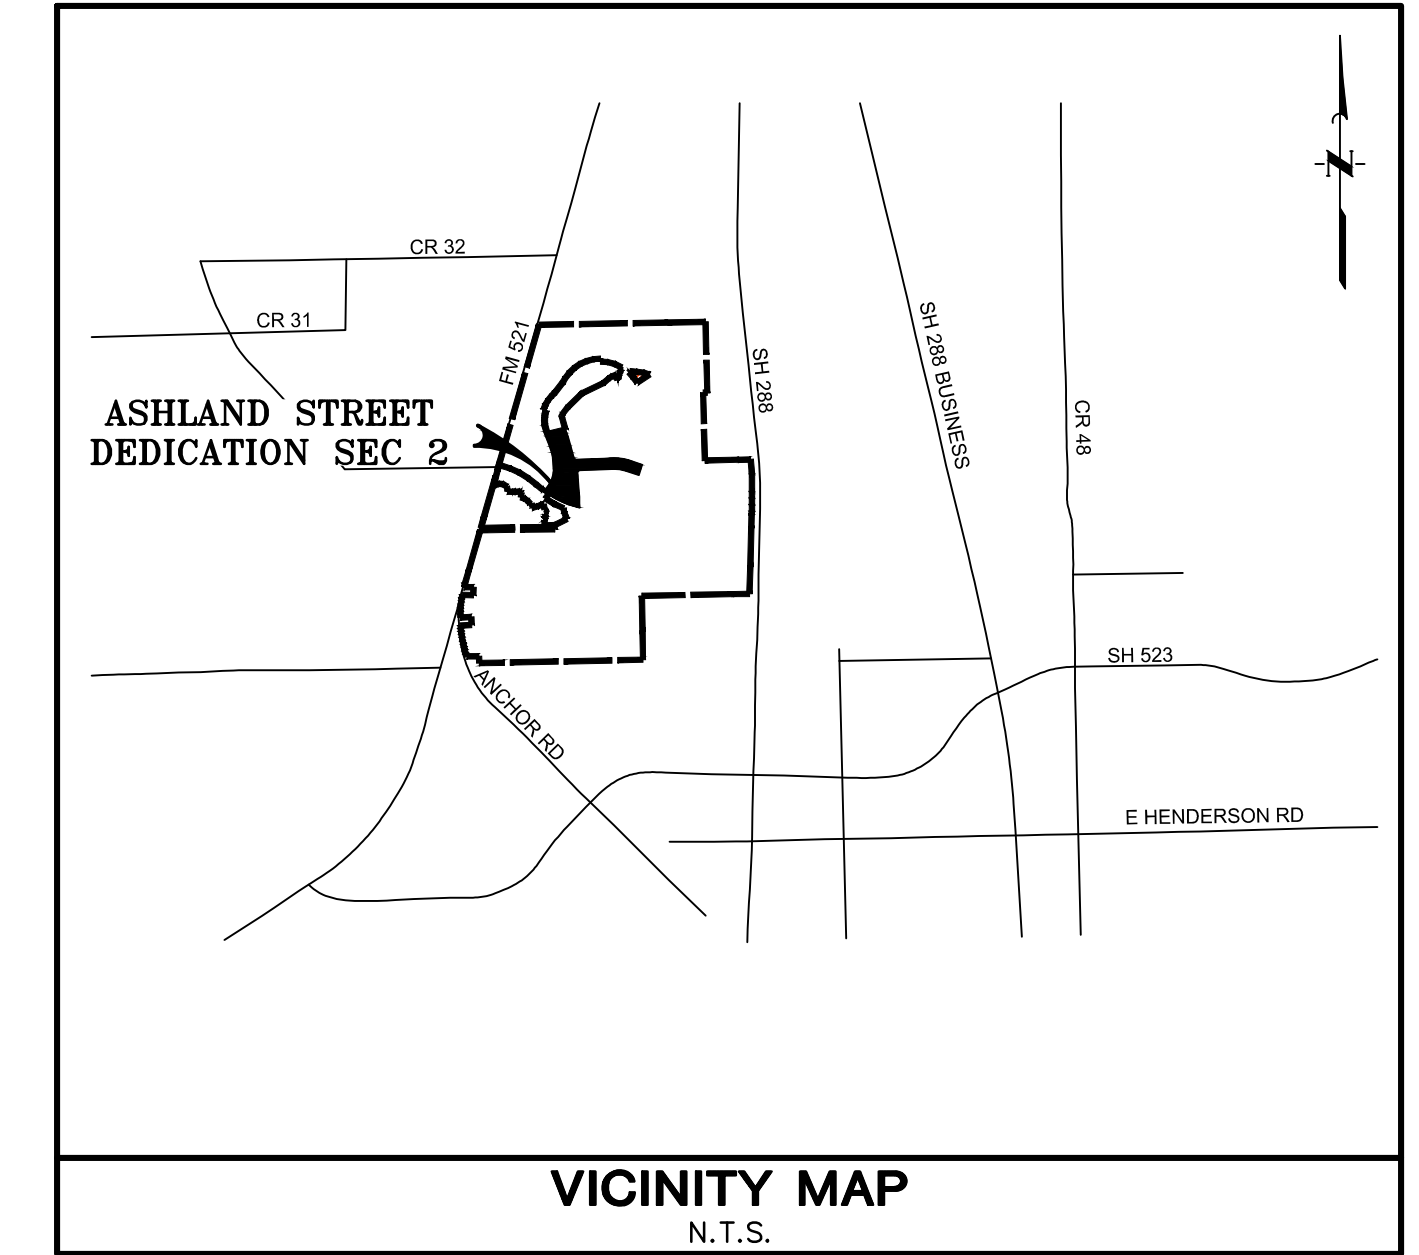 N
CR 32
CR 31
FM 521
SH 288
SH 288 BUSINESS
CR 48
ASHLAND STREET
DEDICATION SEC 2
SH 523
ANCHOR RD
E HENDERSON RD
VICINITY MAP
N.T.S.